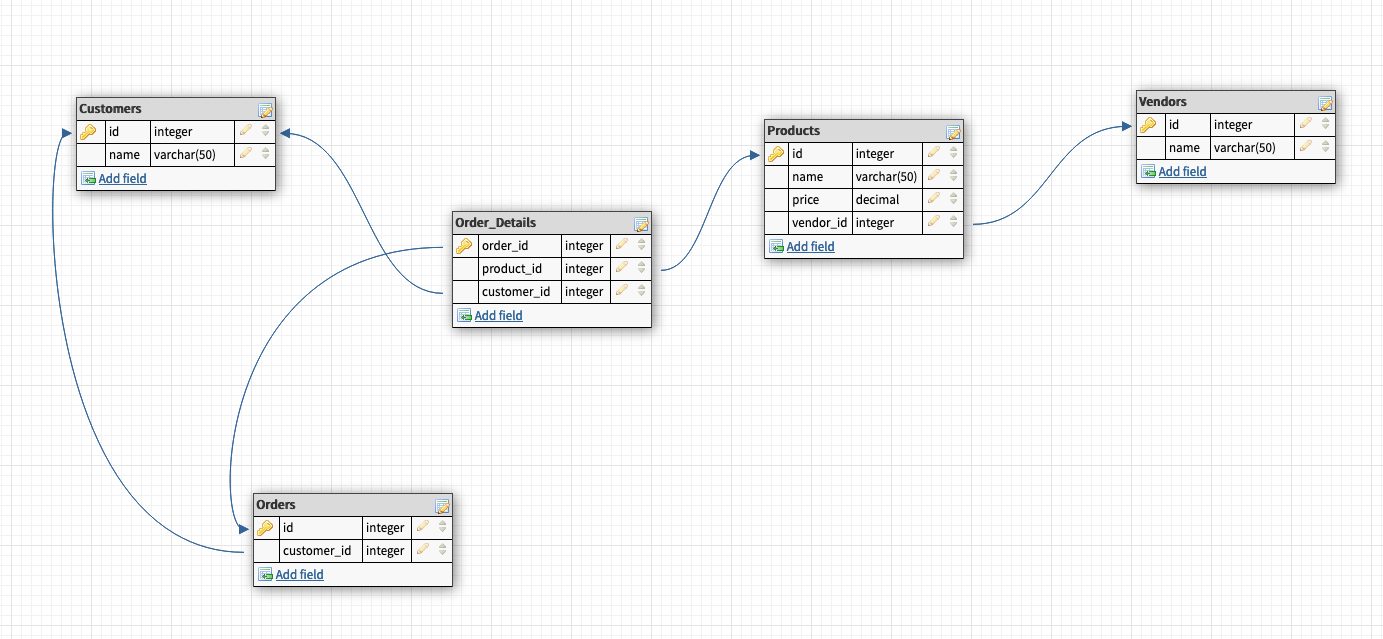 Customers
id integer
name varchar(50)
Add field
Order_Details
order_id integer
product_id integer
customer_id integer
Add field
Products
id integer
name varchar(50)
price decimal
vendor_id integer
Add field
Vendors
id integer
name varchar(50)
Add field
Orders
id integer
customer_id integer
Add field